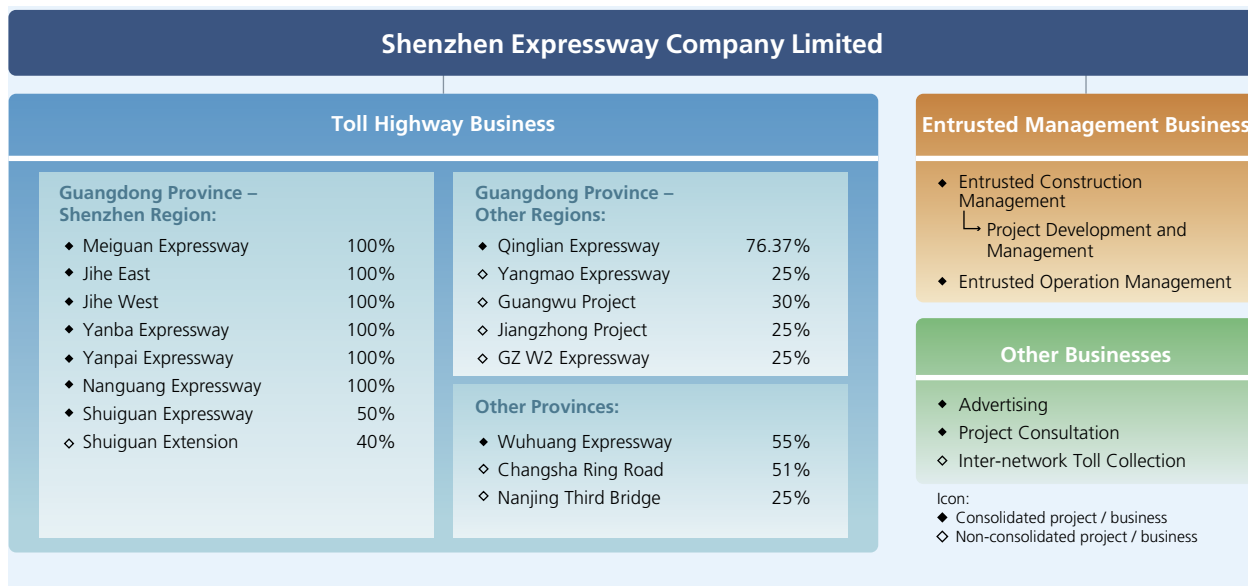 Shenzhen Expressway Company Limited
Toll Highway Business
Guangdong Province –
Shenzhen Region:
◆ Meiguan Expressway 100%
◆ Jihe East 100%
◆ Jihe West 100%
◆ Yanba Expressway 100%
◆ Yanpai Expressway 100%
◆ Nanguang Expressway 100%
◆ Shuiguan Expressway 50%
◇ Shuiguan Extension 40%
Guangdong Province –
Other Regions:
◆ Qinglian Expressway 76.37%
◇ Yangmao Expressway 25%
◇ Guangwu Project 30%
◇ Jiangzhong Project 25%
◇ GZ W2 Expressway 25%
Other Provinces:
◆ Wuhuang Expressway 55%
◇ Changsha Ring Road 51%
◇ Nanjing Third Bridge 25%
Entrusted Management Business
◆ Entrusted Construction
Management
Project Development and
Management
◆ Entrusted Operation Management
Other Businesses
◆ Advertising
◆ Project Consultation
◇ Inter-network Toll Collection
Icon:
◆ Consolidated project / business
◇ Non-consolidated project / business